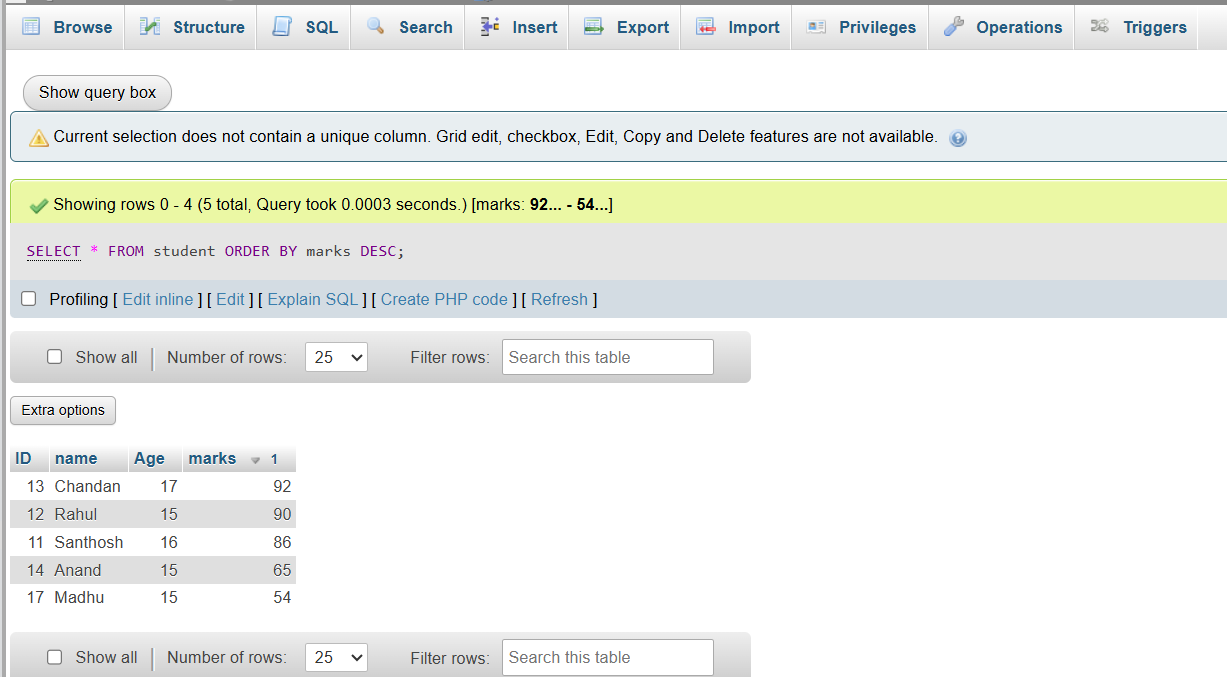 Browse Structure SQL Search Insert Export Import Privileges Operations Triggers
Show query box
Current selection does not contain a unique column. Grid edit, checkbox, Edit, Copy and Delete features are not available.
Showing rows 0 - 4 (5 total, Query took 0.0003 seconds.) [marks: 92... - 54...]
SELECT * FROM student ORDER BY marks DESC;
Profiling [ Edit inline ] [ Edit ] [ Explain SQL ] [ Create PHP code ] [ Refresh ]
Show all Number of rows: 25 Filter rows: Search this table
Extra options
ID name Age marks 1
13 Chandan 17 92
12 Rahul 15 90
11 Santhosh 16 86
14 Anand 15 65
17 Madhu 15 54
Show all Number of rows: 25 Filter rows: Search this table